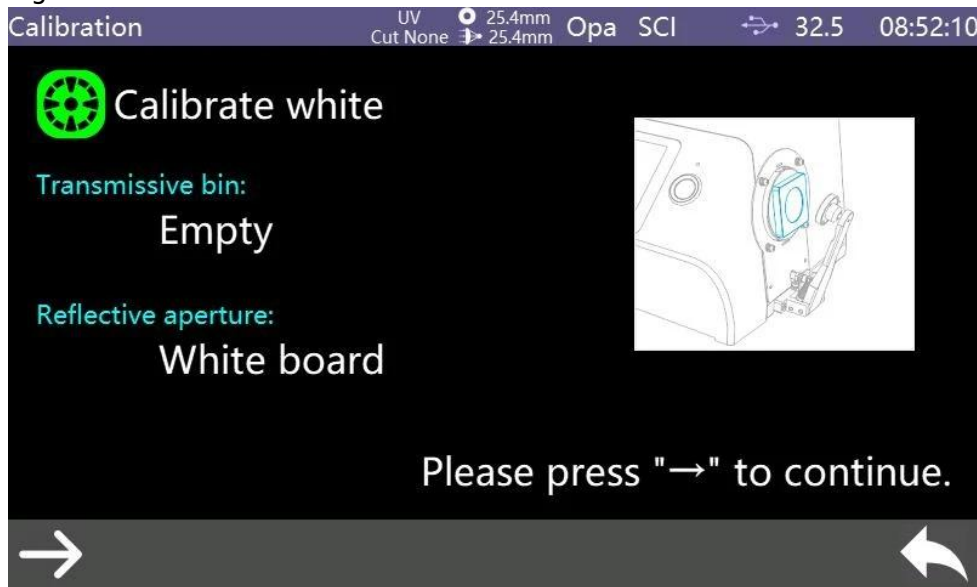 Calibration
UV
Cut None
25.4mm
25.4mm
Opa
SCI
32.5
08:52:10
Calibrate white
Transmissive bin:
Empty
Reflective aperture:
White board
Please press "→" to continue.